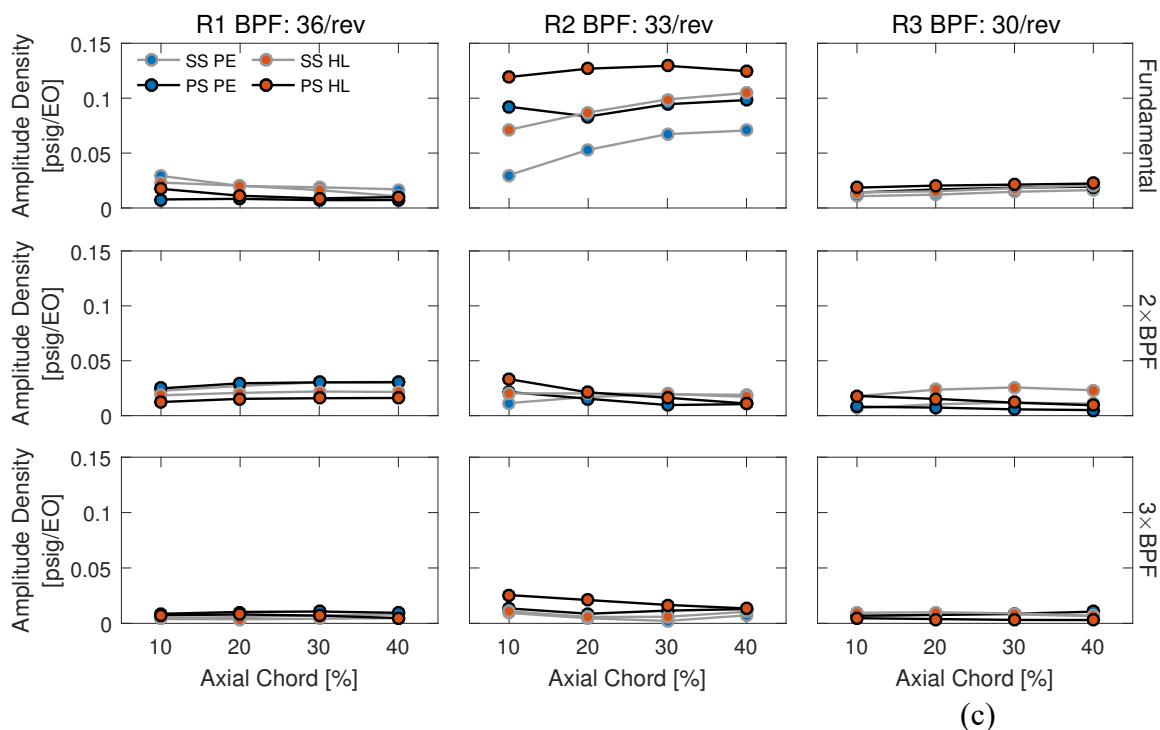 R1 BPF: 36/rev R2 BPF: 33/rev R3 BPF: 30/rev
Amplitude Density
[psig/EO]
0.15
0.1
0.05
0
SS PE SS HL
PS PE PS HL
Fundamental
Amplitude Density
[psig/EO]
0.15
0.1
0.05
0
2×BPF
Amplitude Density
[psig/EO]
0.15
0.1
0.05
0
3×BPF
10 20 30 40 10 20 30 40 10 20 30 40
Axial Chord [%] Axial Chord [%] Axial Chord [%]
(c)